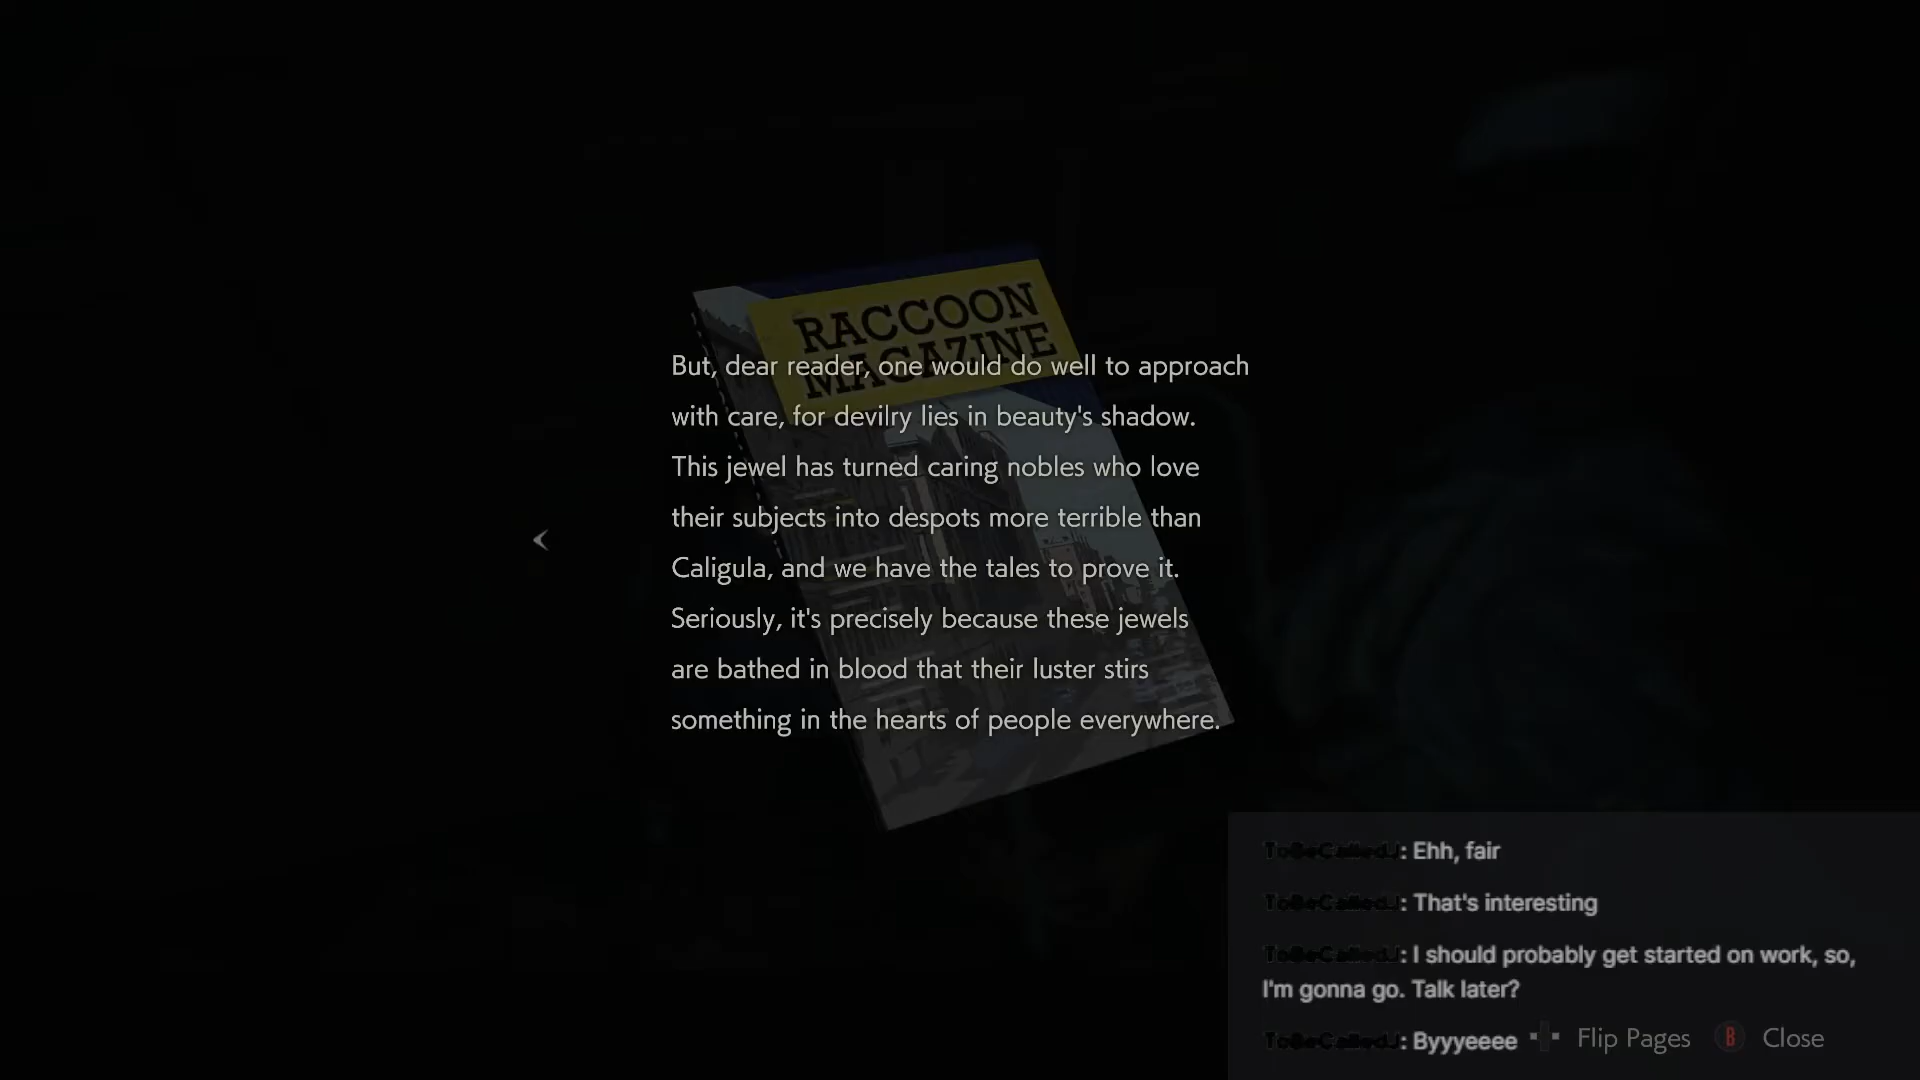 RACCOON
MAGAZINE
But, dear reader, one would do well to approach
with care, for devilry lies in beauty's shadow.
This jewel has turned caring nobles who love
their subjects into despots more terrible than
Caligula, and we have the tales to prove it.
Seriously, it's precisely because these jewels
are bathed in blood that their luster stirs
something in the hearts of people everywhere.
ToBeCalledJ: Ehh, fair
ToBeCalledJ: That's interesting
ToBeCalledJ: I should probably get started on work, so,
I'm gonna go. Talk later?
ToBeCalledJ: Byyyeeee
Flip Pages B Close